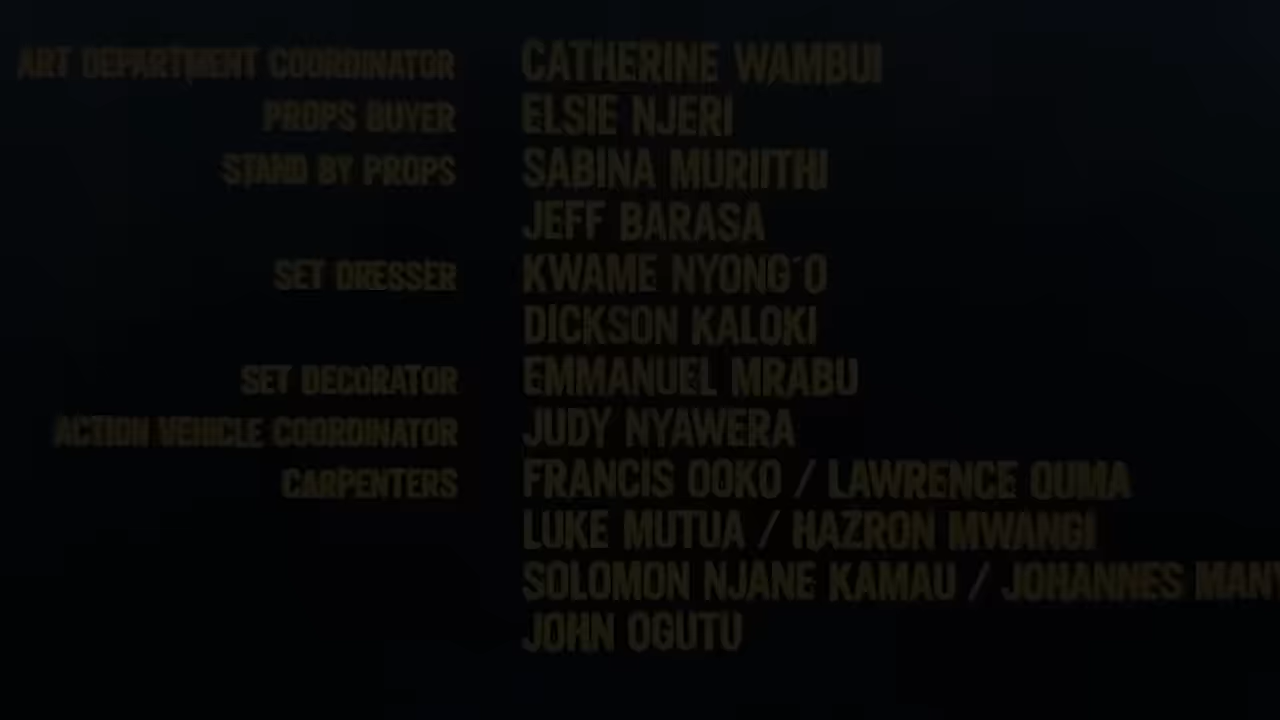 ART DEPARTMENT COORDINATOR CATHERINE WAMBUI
PROPS BUYER ELSIE NJERI
STAND BY PROPS SABINA MURIITHI
JEFF BARASA
SET DRESSER KWAME NYONG'O
DICKSON KALOKI
SET DECORATOR EMMANUEL MRABU
ACTION VEHICLE COORDINATOR JUDY NYAWERA
CARPENTERS FRANCIS OOKO / LAWRENCE OUMA
LUKE MUTUA / HAZRON MWANGI
SOLOMON NJANE KAMAU / JOHANNES
JOHN OGUTU